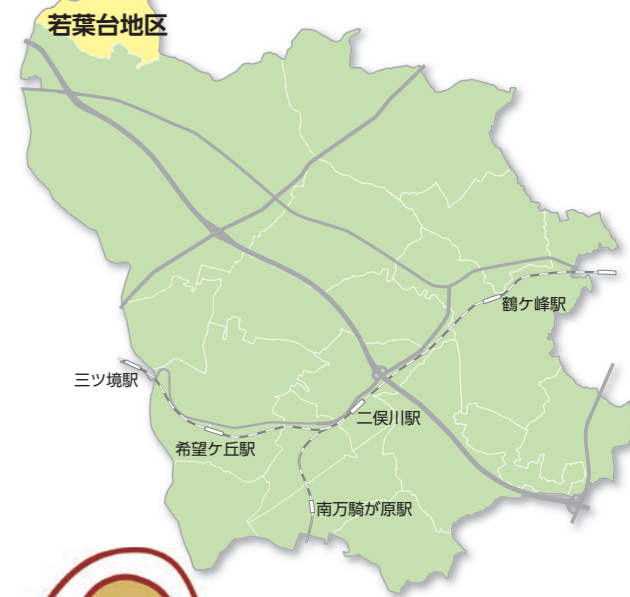 若葉台地区
鶴ケ峰駅
三ツ境駅
二俣川駅
希望ケ丘駅
南万騎が原駅